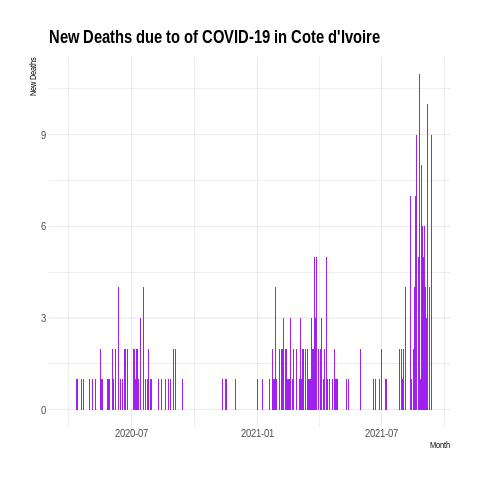 New Deaths due to of COVID-19 in Cote d'Ivoire
New Deaths
9
6
3
0
2020-07 2021-01 2021-07
Month